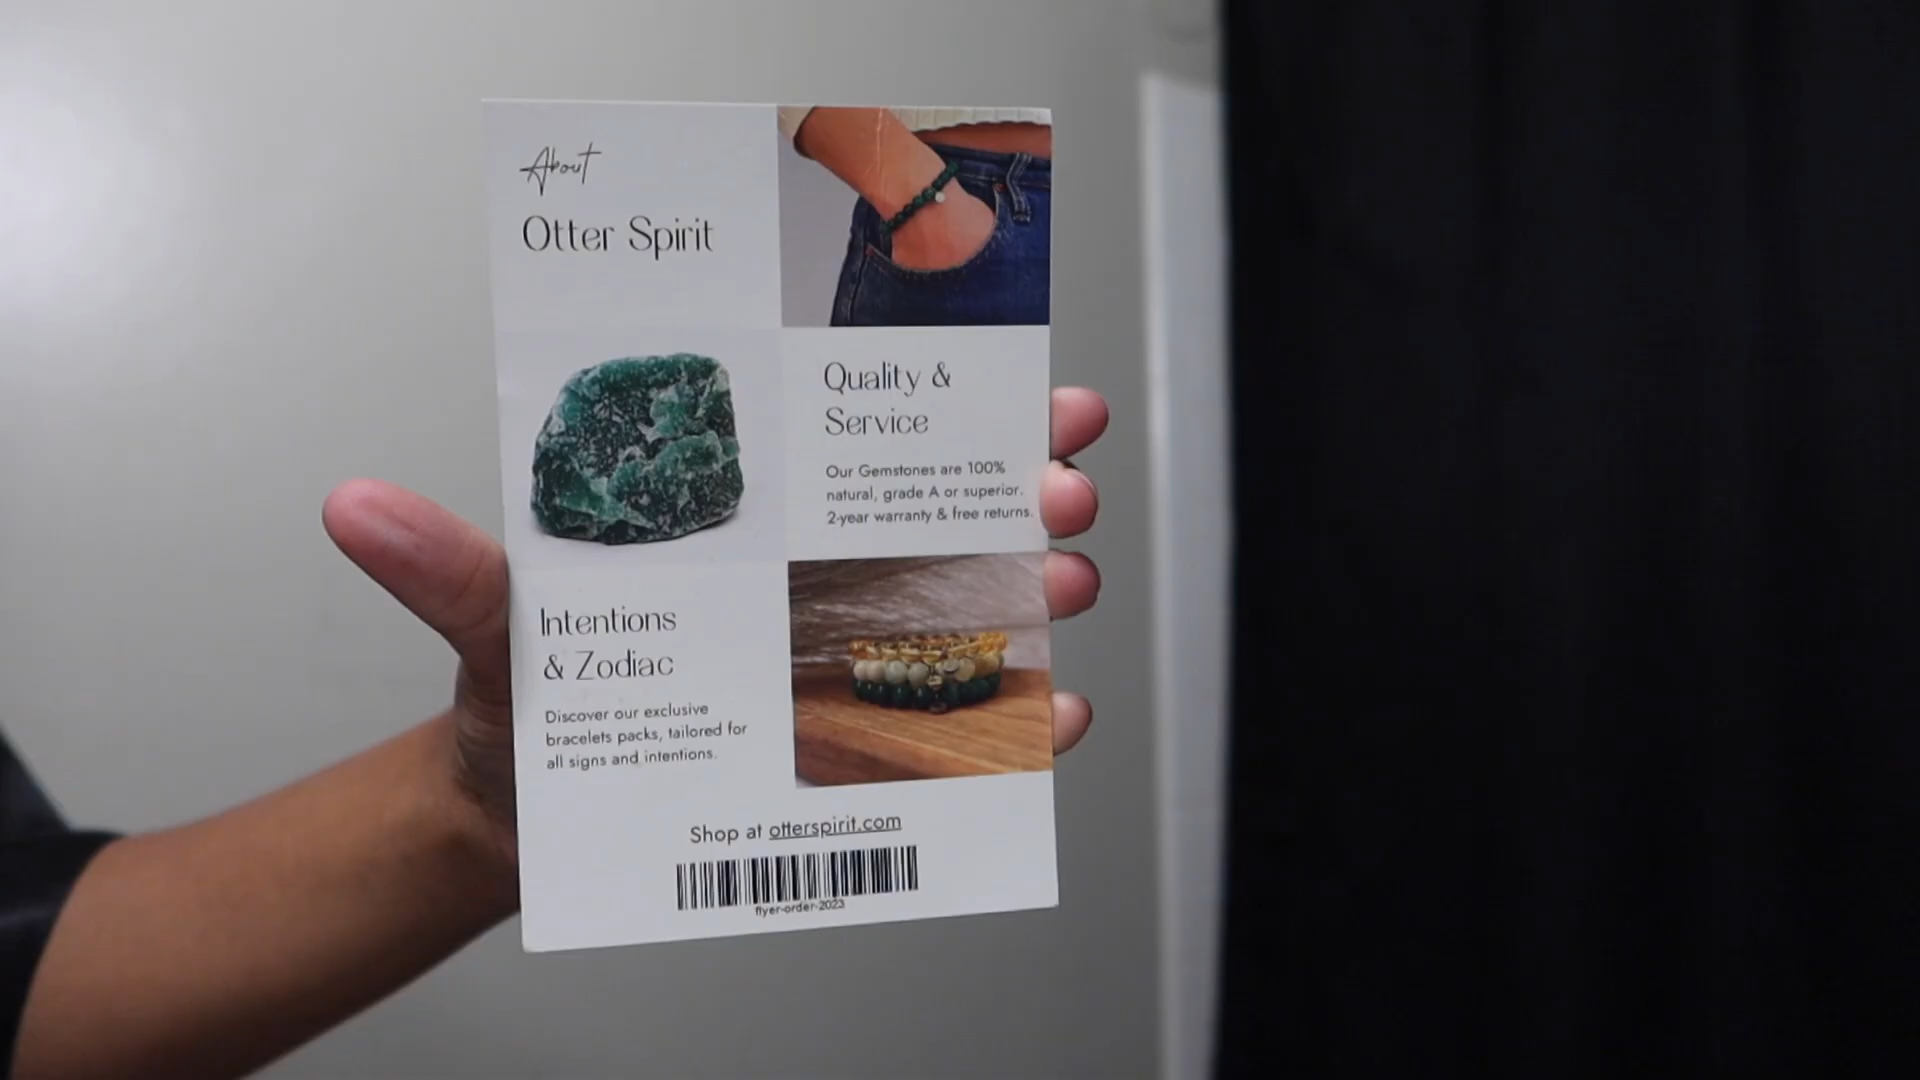 About
Otter Spirit
Quality &
Service
Our Gemstones are 100%
natural, grade A or superior.
2-year warranty & free returns.
Intentions
& Zodiac
Discover our exclusive
bracelets packs, tailored for
all signs and intentions.
Shop at otterspirit.com
flyer-order-2023